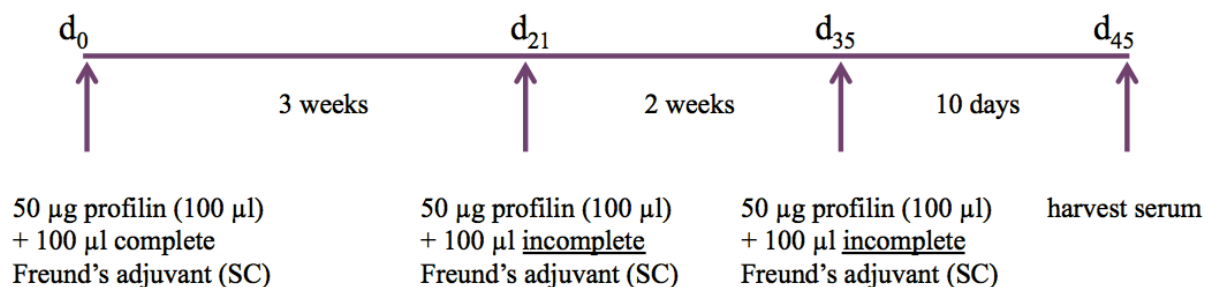 d0 d21 d35 d45
3 weeks 2 weeks 10 days
50 µg profilin (100 µl)
+ 100 µl complete
Freund's adjuvant (SC)
50 µg profilin (100 µl)
+ 100 µl incomplete
Freund's adjuvant (SC)
50 µg profilin (100 µl)
+ 100 µl incomplete
Freund's adjuvant (SC)
harvest serum